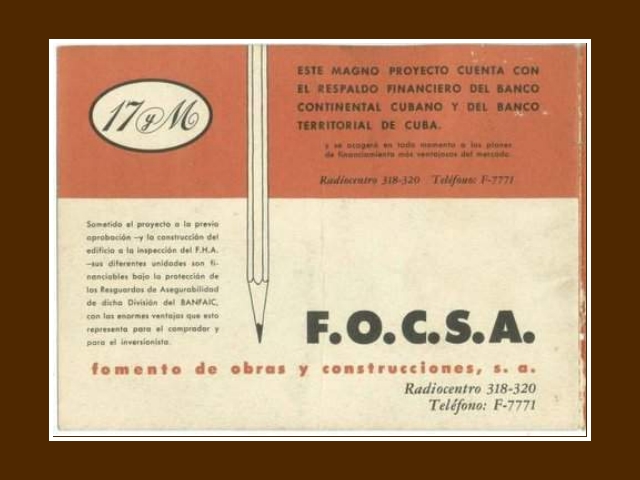 17 y M
ESTE MAGNO PROYECTO CUENTA CON
EL RESPALDO FINANCIERO DEL BANCO
CONTINENTAL CUBANO Y DEL BANCO
TERRITORIAL DE CUBA.
y se acogerá en todo momento a los planes
de financiamiento más ventajosos del mercado.
Radiocentro 318-320 Teléfono: F-7771
Sometido el proyecto a la previa
aprobación —y la construcción del
edificio a la inspección del F.H.A.
—sus diferentes unidades son fi-
nanciables bajo la protección de
los Resguardos de Asegurabilidad
de dicha División del BANFAIC,
con las enormes ventajas que esto
representa para el comprador y
para el inversionista.
F.O.C.S.A.
fomento de obras y construcciones, s. a.
Radiocentro 318-320
Teléfono: F-7771